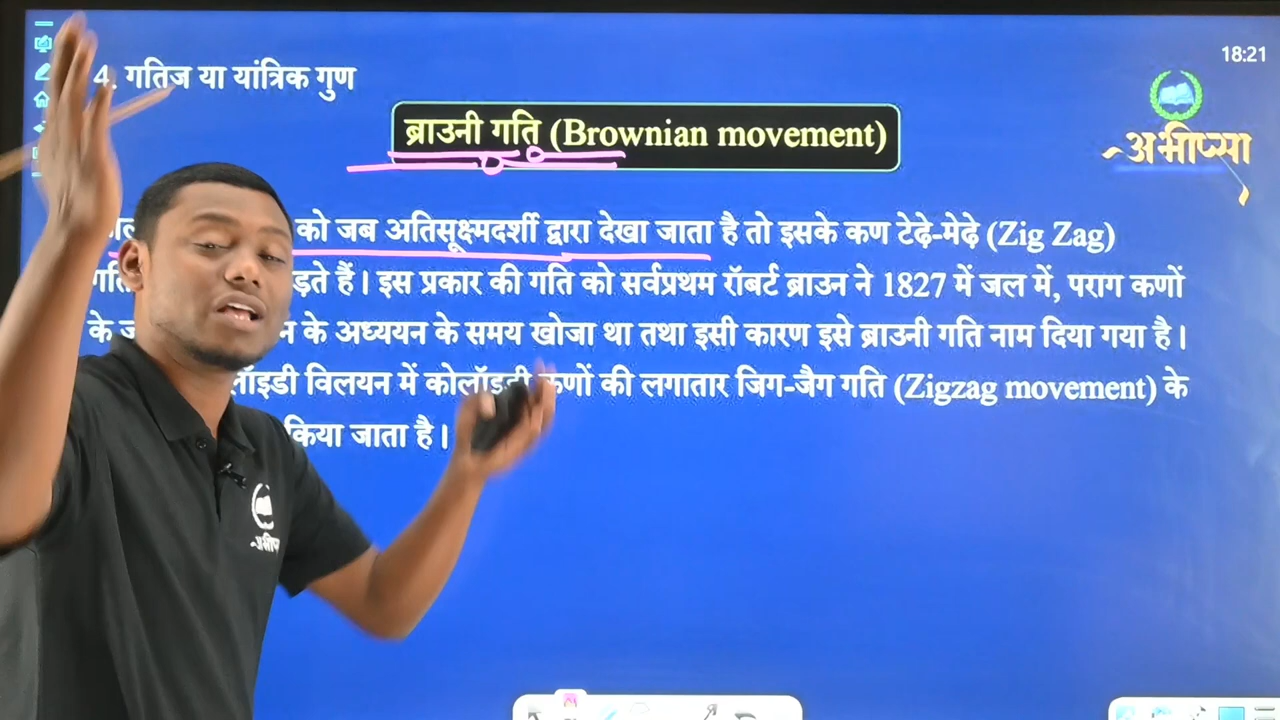 18:21
4. गतिज या यांत्रिक गुण
ब्राउनी गति (Brownian movement)
अभीप्सा
को जब अतिसूक्ष्मदर्शी द्वारा देखा जाता है तो इसके कण टेढ़े-मेढ़े (Zig Zag)
हैं। इस प्रकार की गति को सर्वप्रथम रॉबर्ट ब्राउन ने 1827 में जल में, पराग कणों
के अध्ययन के समय खोजा था तथा इसी कारण इसे ब्राउनी गति नाम दिया गया है।
विलयन में कोलॉइडी कणों की लगातार जिग-जैग गति (Zigzag movement) के
किया जाता है।